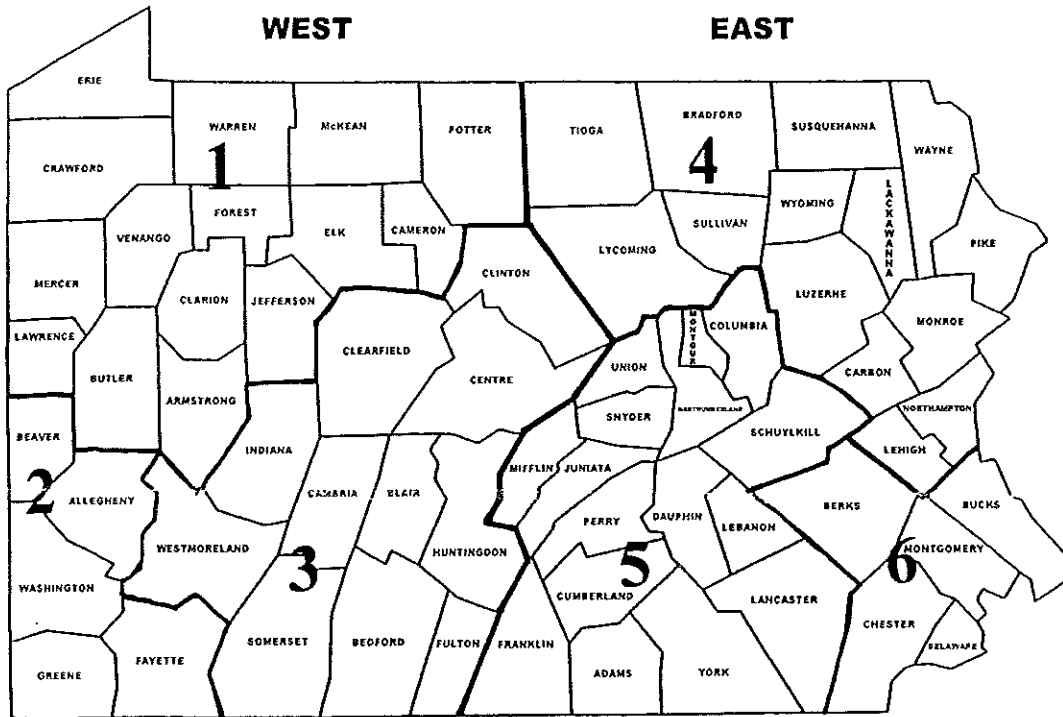 WEST EAST
ERIE
WARREN McKEAN POTTER TIOGA BRADFORD SUSQUEHANNA
WAYNE
CRAWFORD 1 4
FOREST WYOMING LACKAWANNA
VENANGO ELK CAMERON SULLIVAN
LYCOMING PIKE
MERCER CLINTON
CLARION JEFFERSON LUZERNE
LAWRENCE MONTOUR COLUMBIA MONROE
CLEARFIELD
BUTLER CENTRE UNION CARBON
ARMSTRONG SNYDER NORTHUMBERLAND NORTHAMPTON
BEAVER INDIANA SCHUYLKILL LEHIGH
2 ALLEGHENY CAMBRIA BLAIR MIFFLIN JUNIATA
BERKS BUCKS
PERRY DAUPHIN LEBANON
WESTMORELAND HUNTINGDON MONTGOMERY
3 5 6
WASHINGTON CUMBERLAND LANCASTER
CHESTER
SOMERSET BEDFORD FULTON FRANKLIN DELAWARE
GREENE FAYETTE ADAMS YORK